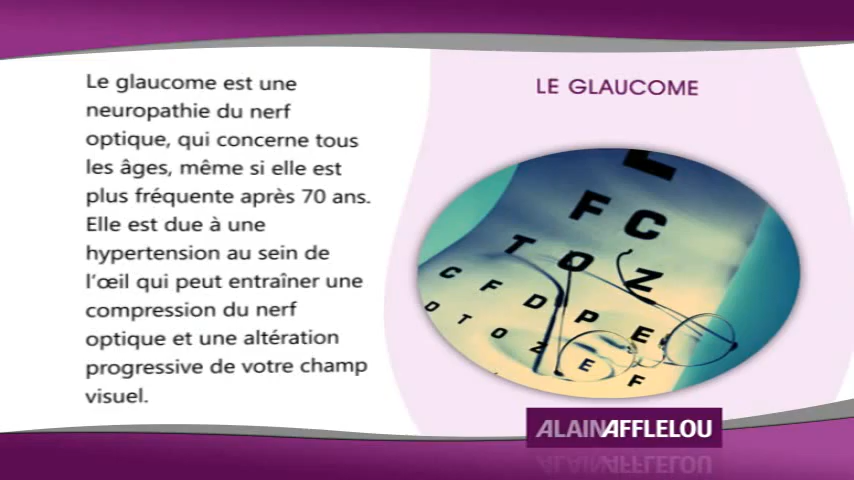 Le glaucome est une
neuropathie du nerf
optique, qui concerne tous
les âges, même si elle est
plus fréquente après 70 ans.
Elle est due à une
hypertension au sein de
l'œil qui peut entraîner une
compression du nerf
optique et une altération
progressive de votre champ
visuel.
LE GLAUCOME
E
F C
T O Z
C F D P E
D T O Z E F
ALAINAFFLELOU